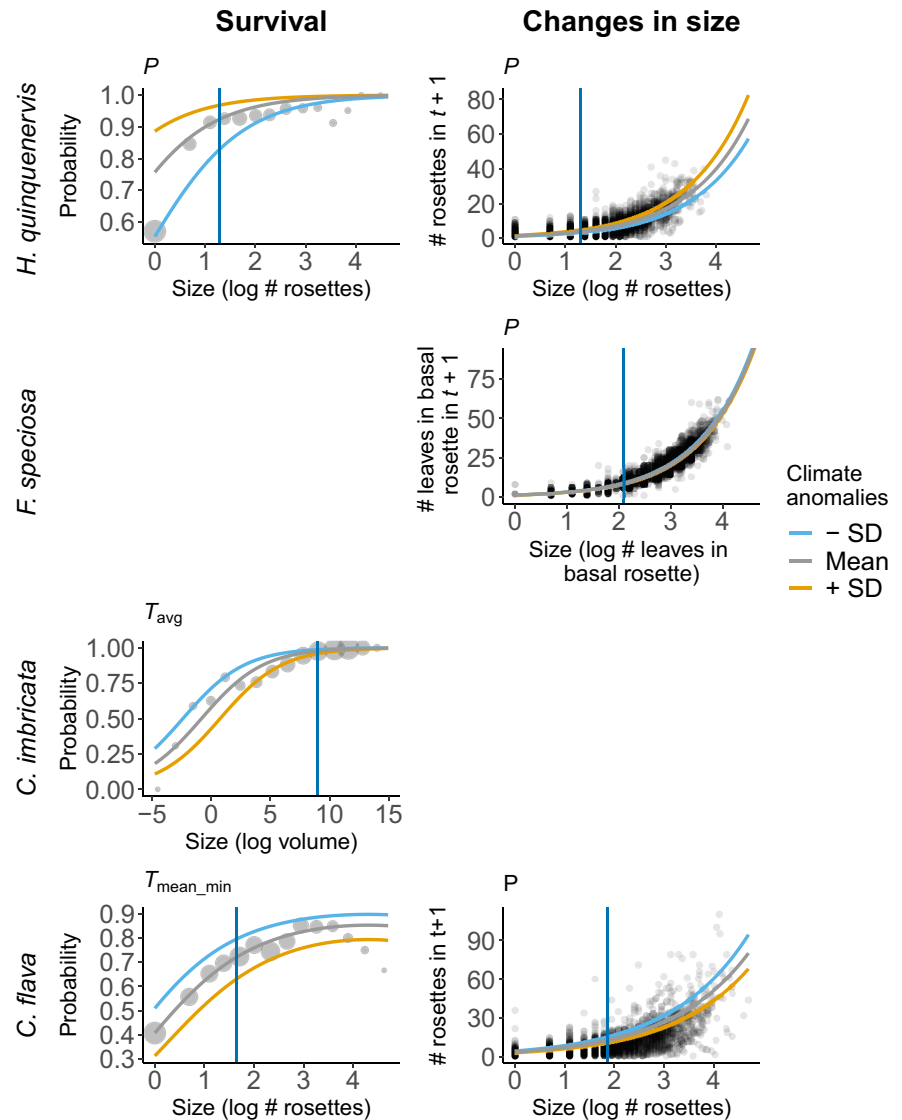 Survival
Changes in size
H. quinquenervis
P
Probability
1.0
0.9
0.8
0.7
0.6
0 1 2 3 4
Size (log # rosettes)
P
# rosettes in t + 1
80
60
40
20
0
0 1 2 3 4
Size (log # rosettes)
F. speciosa
P
# leaves in basal
rosette in t + 1
75
50
25
0
0 1 2 3 4
Size (log # leaves in
basal rosette)
Climate
anomalies
− SD
Mean
+ SD
C. imbricata
Tavg
Probability
1.00
0.75
0.50
0.25
0.00
−5 0 5 10 15
Size (log volume)
C. flava
Tmean_min
Probability
0.9
0.8
0.7
0.6
0.5
0.4
0.3
0 1 2 3 4
Size (log # rosettes)
P
# rosettes in t+1
90
60
30
0
0 1 2 3 4
Size (log # rosettes)